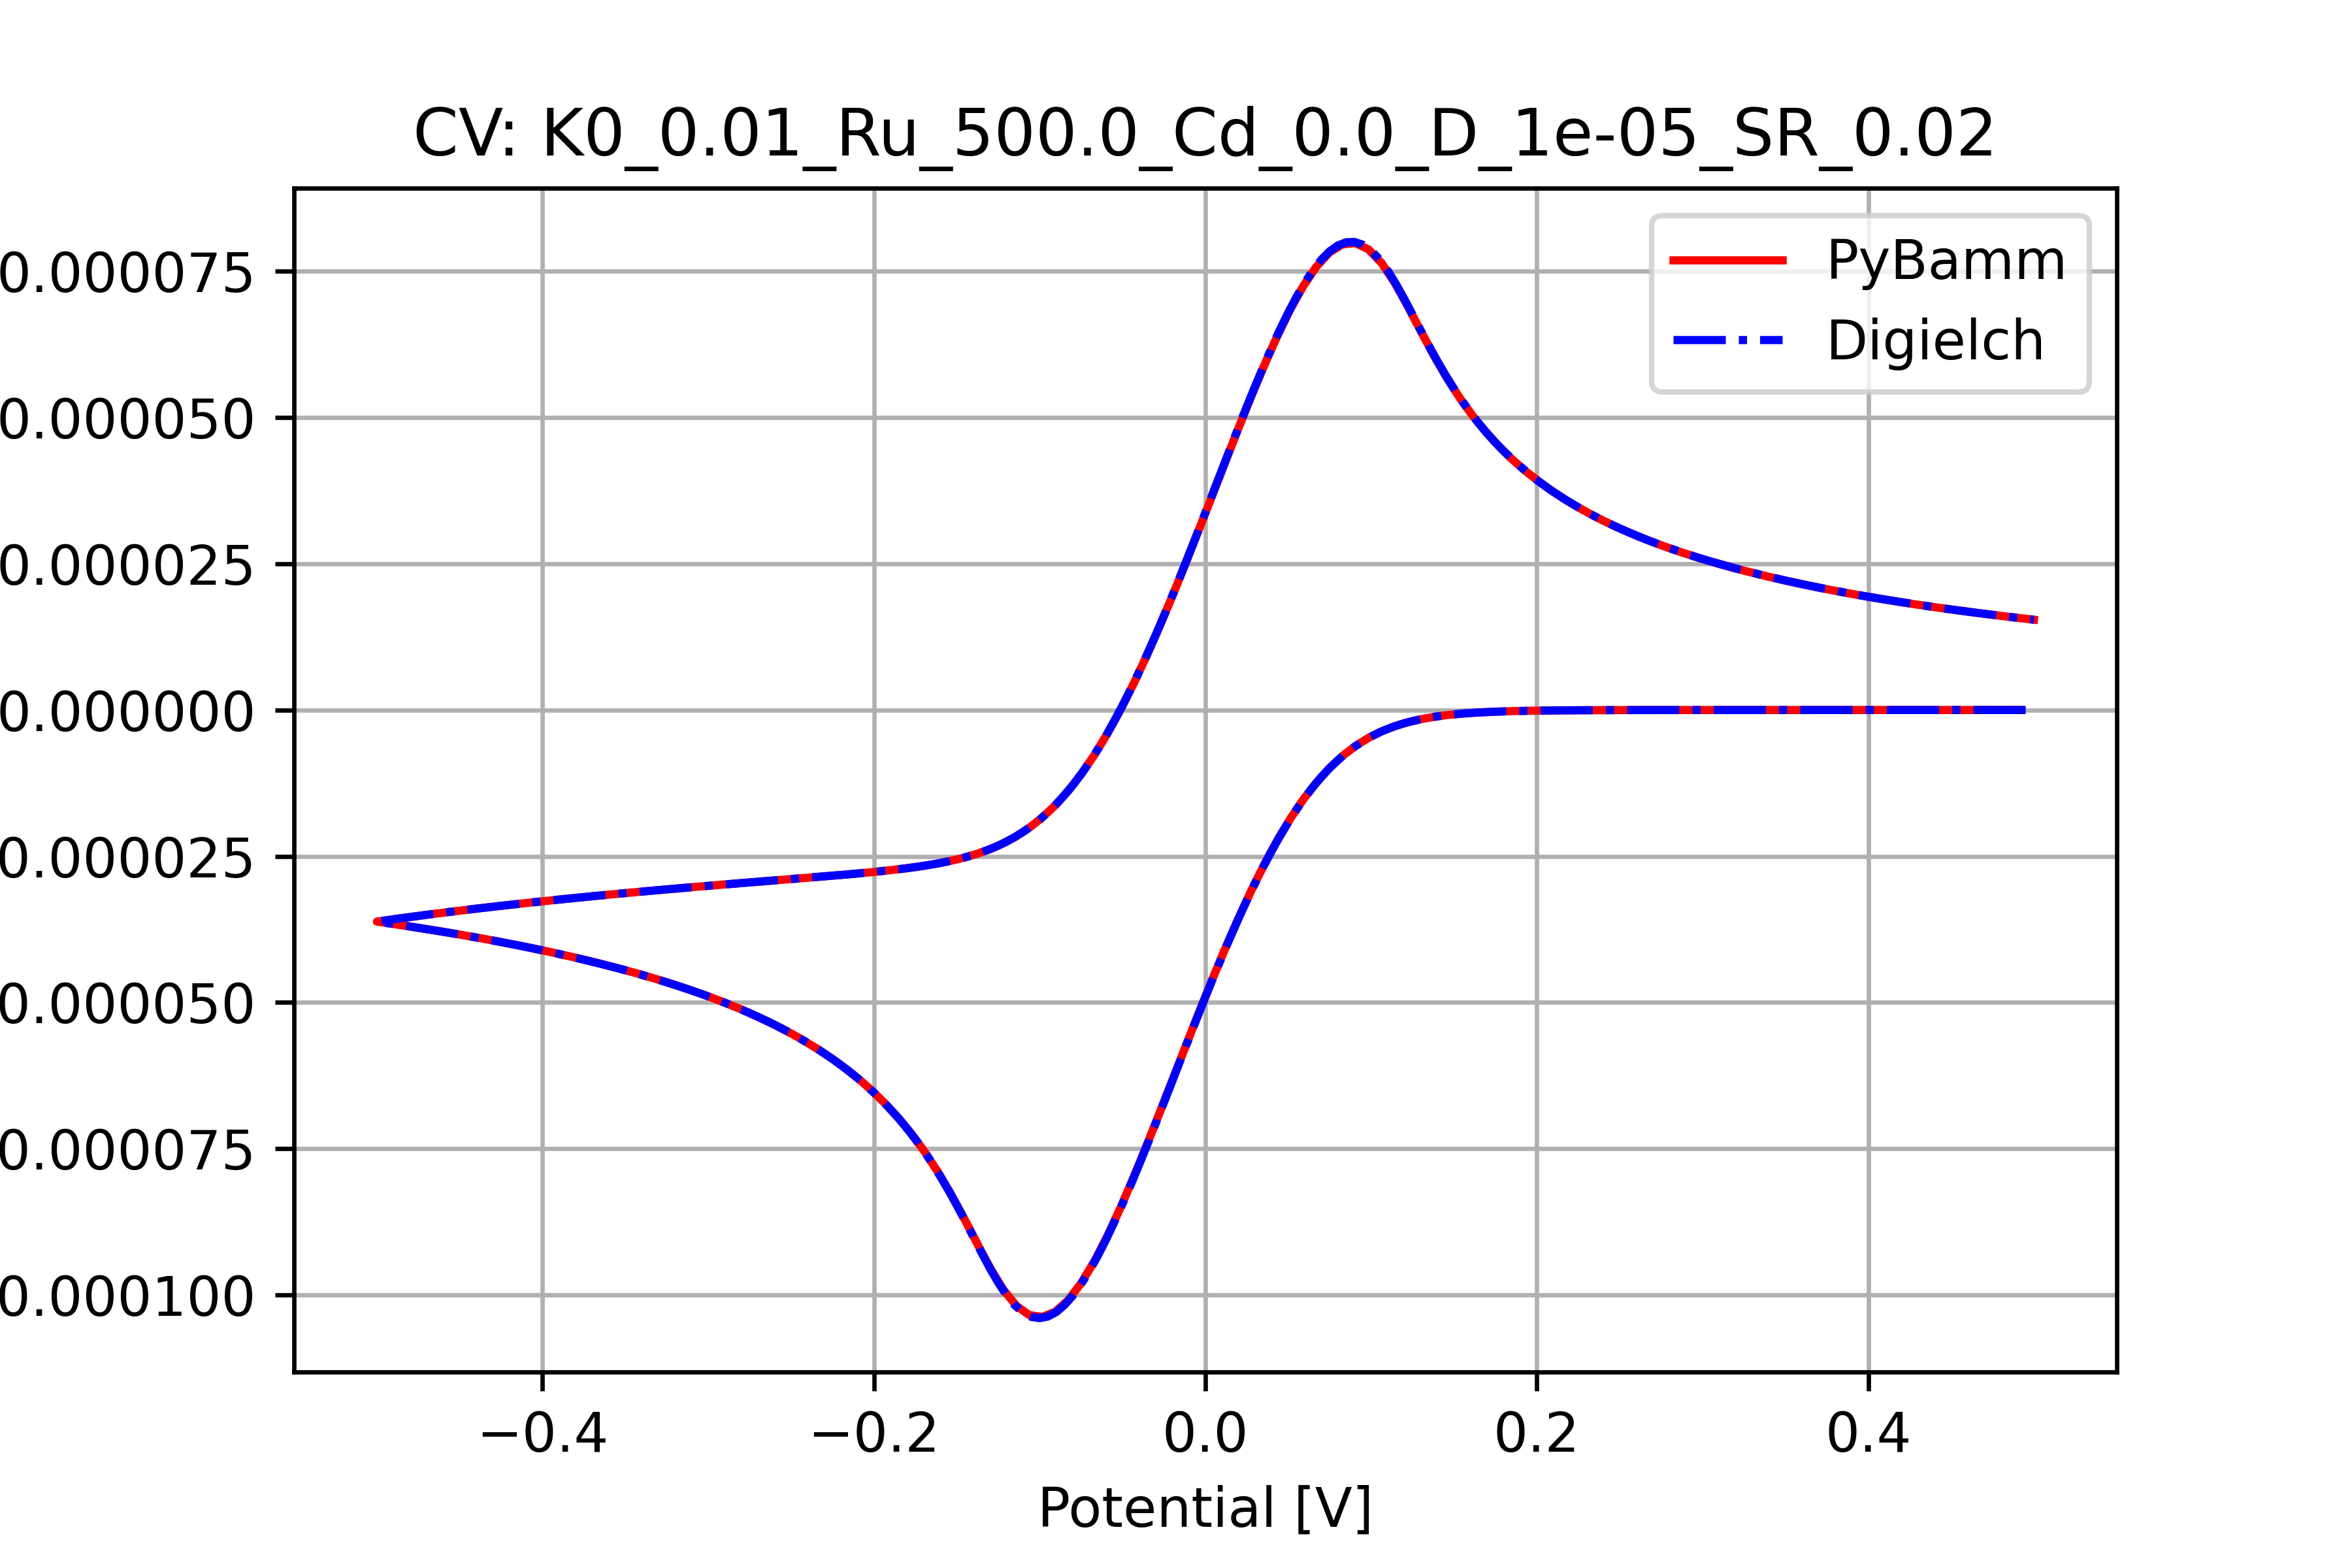 CV: K0_0.01_Ru_500.0_Cd_0.0_D_1e-05_SR_0.02
PyBamm
Digielch
0.000075
0.000050
0.000025
0.000000
0.000025
0.000050
0.000075
0.000100
−0.4 −0.2 0.0 0.2 0.4
Potential [V]